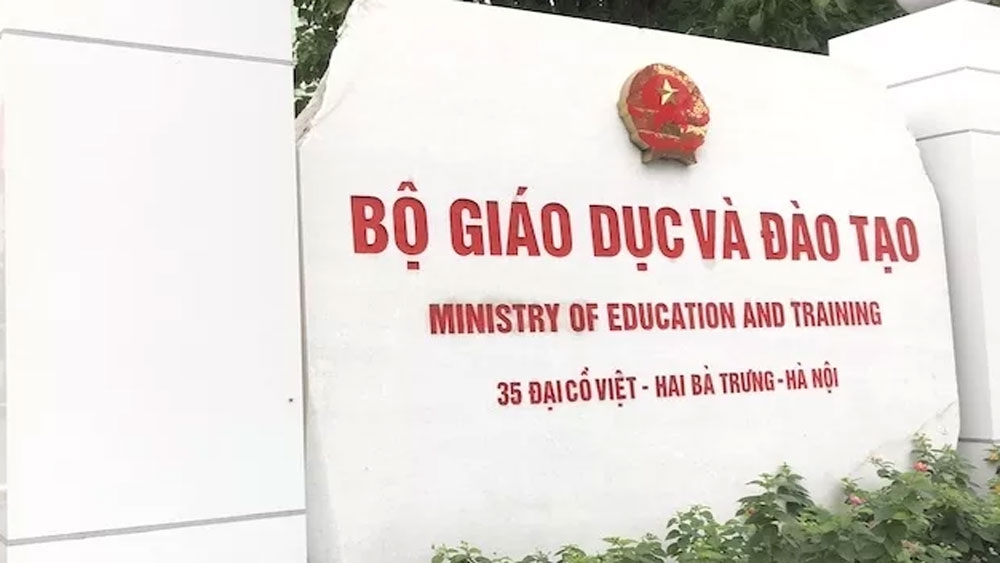 BỘ GIÁO DỤC VÀ ĐÀO TẠO
MINISTRY OF EDUCATION AND TRAINING
35 ĐẠI CỒ VIỆT - HAI BÀ TRƯNG - HÀ NỘI